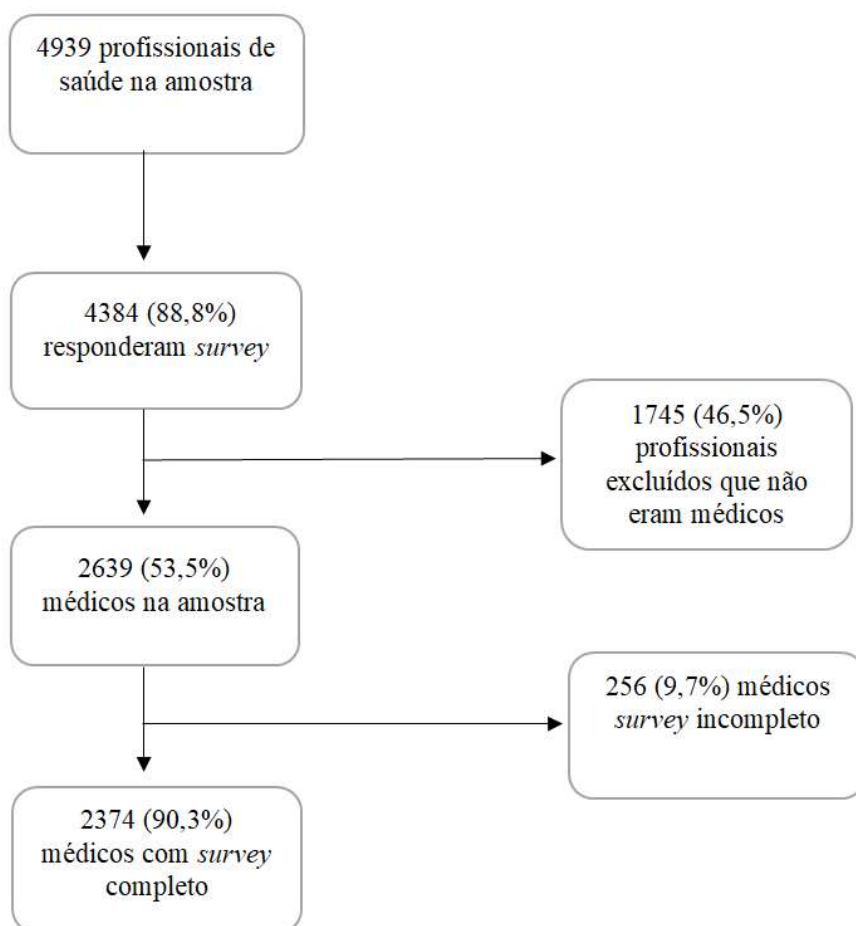 4939 profissionais de
saúde na amostra
4384 (88,8%)
responderam survey
1745 (46,5%)
profissionais
excluídos que não
eram médicos
2639 (53,5%)
médicos na amostra
256 (9,7%) médicos
survey incompleto
2374 (90,3%)
médicos com survey
completo